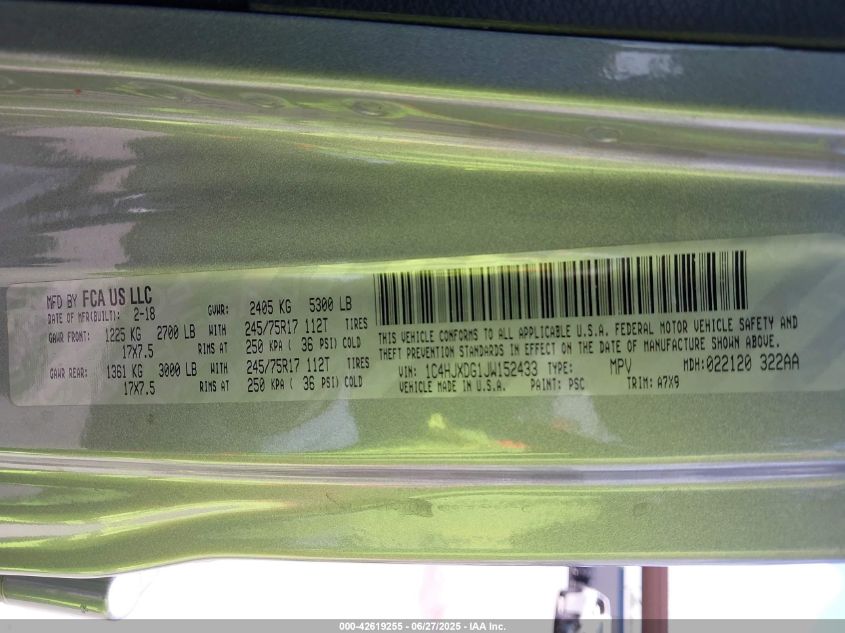 MFD BY FCA US LLC
DATE OF MFR(BUILT): 2-18 GVWR: 2405 KG 5300 LB
GAWR FRONT: 1225 KG 2700 LB WITH 245/75R17 112T TIRES
17X7.5 RIMS AT 250 KPA ( 36 PSI) COLD
GAWR REAR: 1361 KG 3000 LB WITH 245/75R17 112T TIRES
17X7.5 RIMS AT 250 KPA ( 36 PSI) COLD
THIS VEHICLE CONFORMS TO ALL APPLICABLE U.S.A. FEDERAL MOTOR VEHICLE SAFETY AND
THEFT PREVENTION STANDARDS IN EFFECT ON THE DATE OF MANUFACTURE SHOWN ABOVE.
VIN: 1C4HJXDG1JW152433 TYPE: MPV MDH:022120 322AA
VEHICLE MADE IN U.S.A. PAINT: PSC TRIM: A7X9
000-42619255 - 06/27/2025 - IAA Inc.